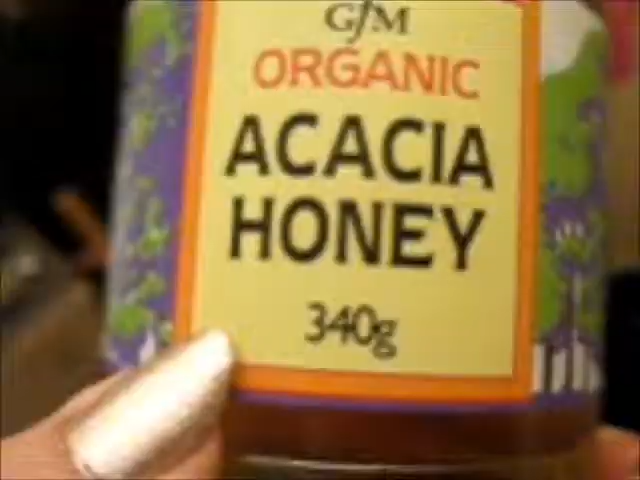 GfM
ORGANIC
ACACIA
HONEY
340g